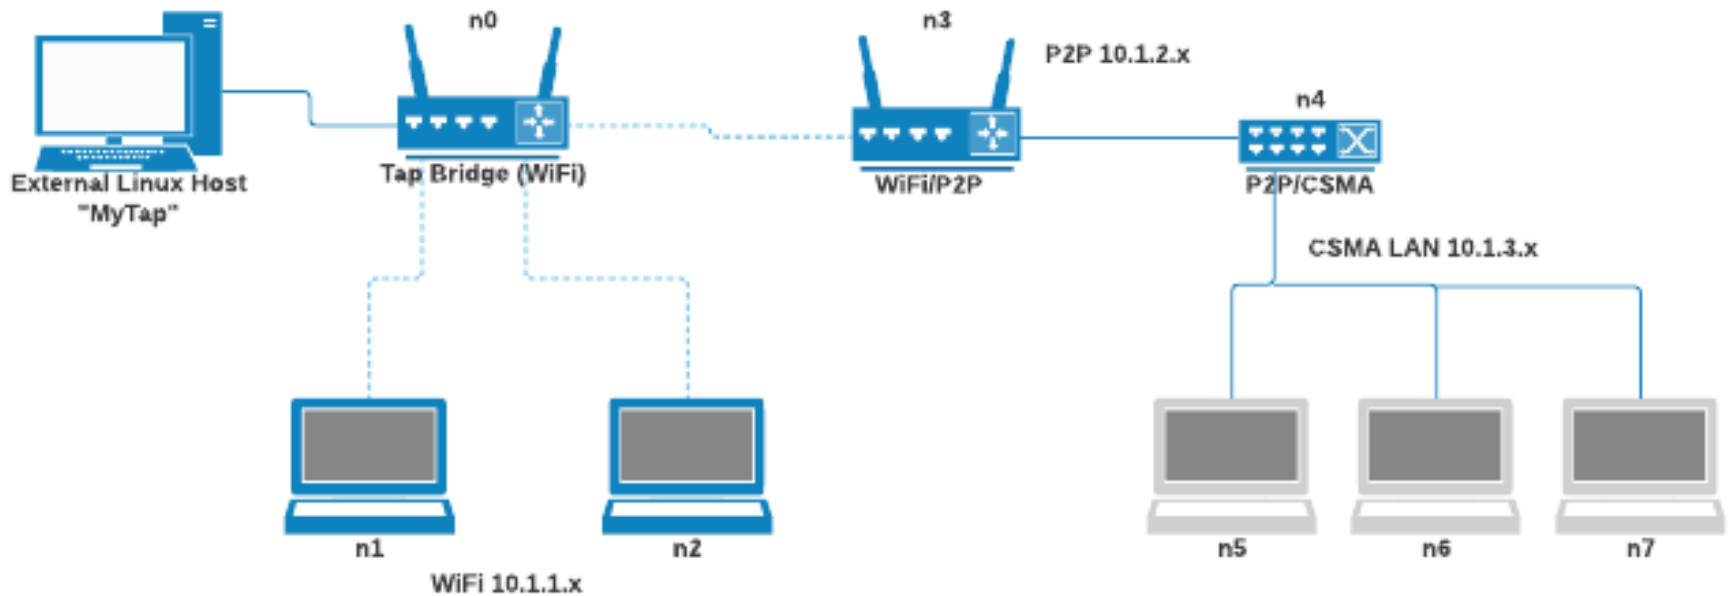 n0
n3
P2P 10.1.2.x
n4
Tap Bridge (WiFi)
External Linux Host
"MyTap"
WiFi/P2P
P2P/CSMA
CSMA LAN 10.1.3.x
n1
n2
n5
n6
n7
WiFi 10.1.1.x